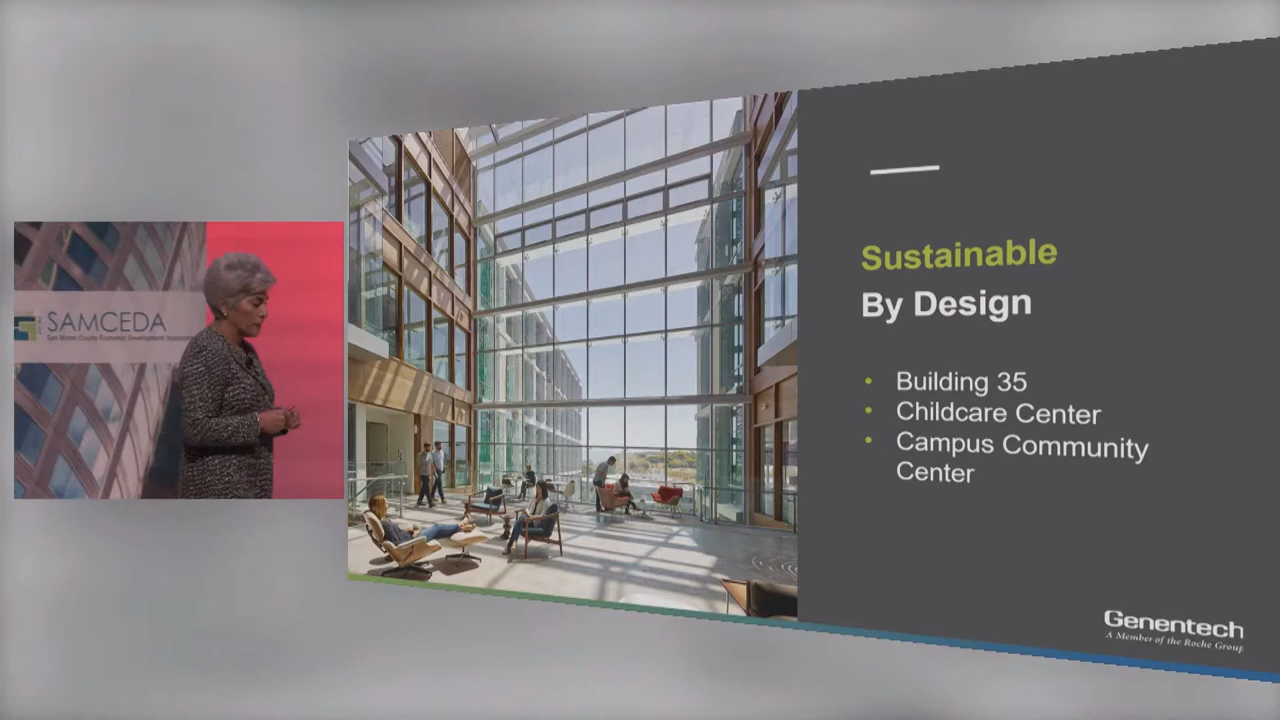 SAMCEDA
San Mateo County Economic Development Association
Sustainable
By Design
• Building 35
• Childcare Center
• Campus Community
Center
Genentech
A Member of the Roche Group